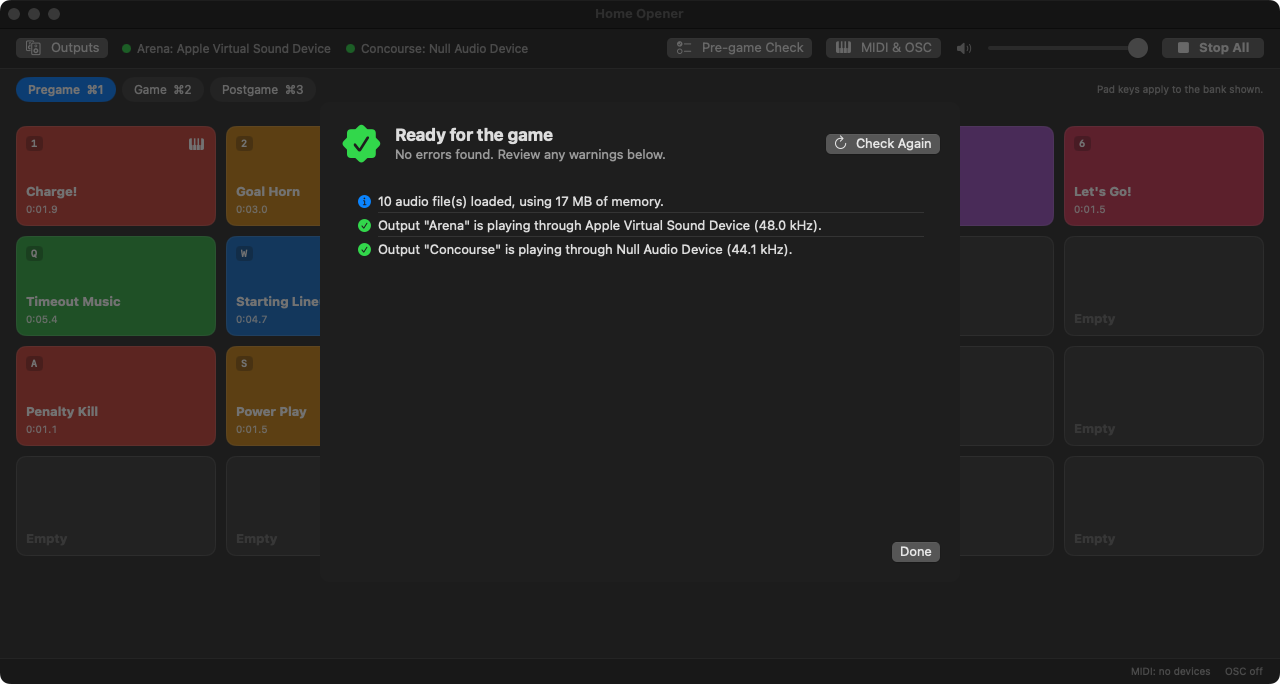 Home Opener
Outputs
Arena: Apple Virtual Sound Device
Concourse: Null Audio Device
Pre-game Check
MIDI & OSC
Stop All
Pregame ⌘1
Game ⌘2
Postgame ⌘3
Pad keys apply to the bank shown.
Ready for the game
No errors found. Review any warnings below.
Check Again
10 audio file(s) loaded, using 17 MB of memory.
Output "Arena" is playing through Apple Virtual Sound Device (48.0 kHz).
Output "Concourse" is playing through Null Audio Device (44.1 kHz).
Done
1
Charge!
0:01.9
2
Goal Horn
0:03.0
6
Let's Go!
0:01.5
Q
Timeout Music
0:05.4
W
Starting Line
0:04.7
Empty
A
Penalty Kill
0:01.1
S
Power Play
0:01.5
Empty
Empty
Empty
Empty
MIDI: no devices
OSC off